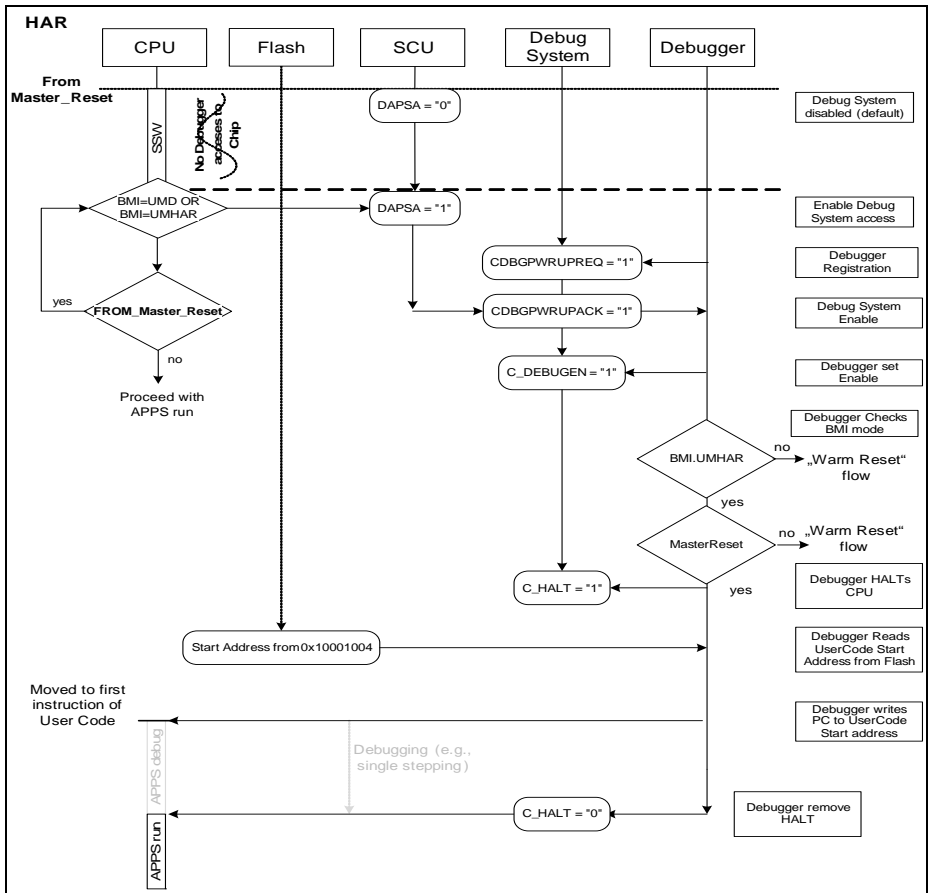 HAR
CPU
Flash
SCU
Debug
System
Debugger
From
Master_Reset
SSW
No Debugger
acceses to
Chip
DAPSA = "0"
Debug System
disabled (default)
BMI=UMD OR
BMI=UMHAR
DAPSA = "1"
Enable Debug
System access
CDBGPWRUPREQ = "1"
Debugger
Registration
yes
FROM_Master_Reset
CDBGPWRUPACK = "1"
Debug System
Enable
no
C_DEBUGEN = "1"
Debugger set
Enable
Proceed with
APPS run
Debugger Checks
BMI mode
BMI.UMHAR
no
„Warm Reset“
flow
yes
MasterReset
no
„Warm Reset“
flow
yes
C_HALT = "1"
Debugger HALTs
CPU
Start Address from0x10001004
Debugger Reads
UserCode Start
Address from Flash
Moved to first
instruction of
User Code
Debugger writes
PC to UserCode
Start address
APPS debug
Debugging (e.g.,
single stepping)
C_HALT = "0"
Debugger remove
HALT
APPS run